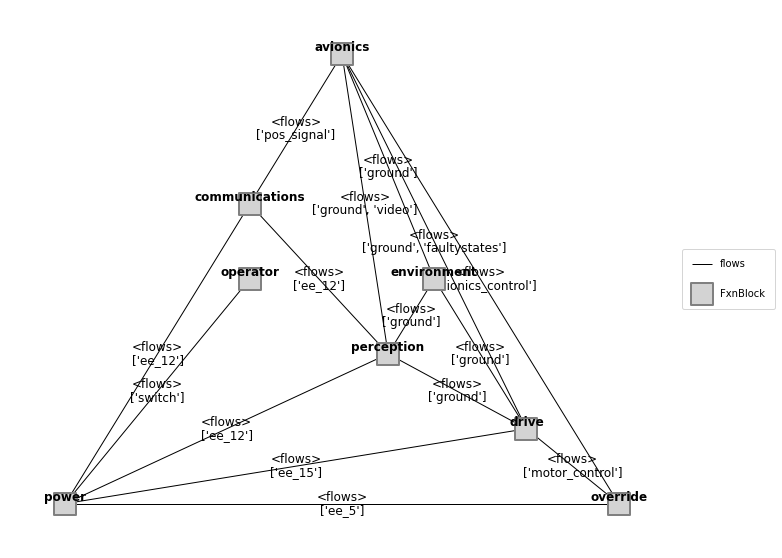 avionics
<flows>
['pos_signal']
<flows>
['ground']
communications
<flows>
['ground', 'video']
<flows>
['ground', 'faultystates']
operator
<flows>
['ee_12']
environment
<flows>
ionics_control']
flows
FxnBlock
<flows>
['ground']
<flows>
['ee_12']
perception
<flows>
['ground']
<flows>
['switch']
<flows>
['ground']
<flows>
['ee_12']
drive
<flows>
['ee_15']
<flows>
['motor_control']
power
<flows>
['ee_5']
override